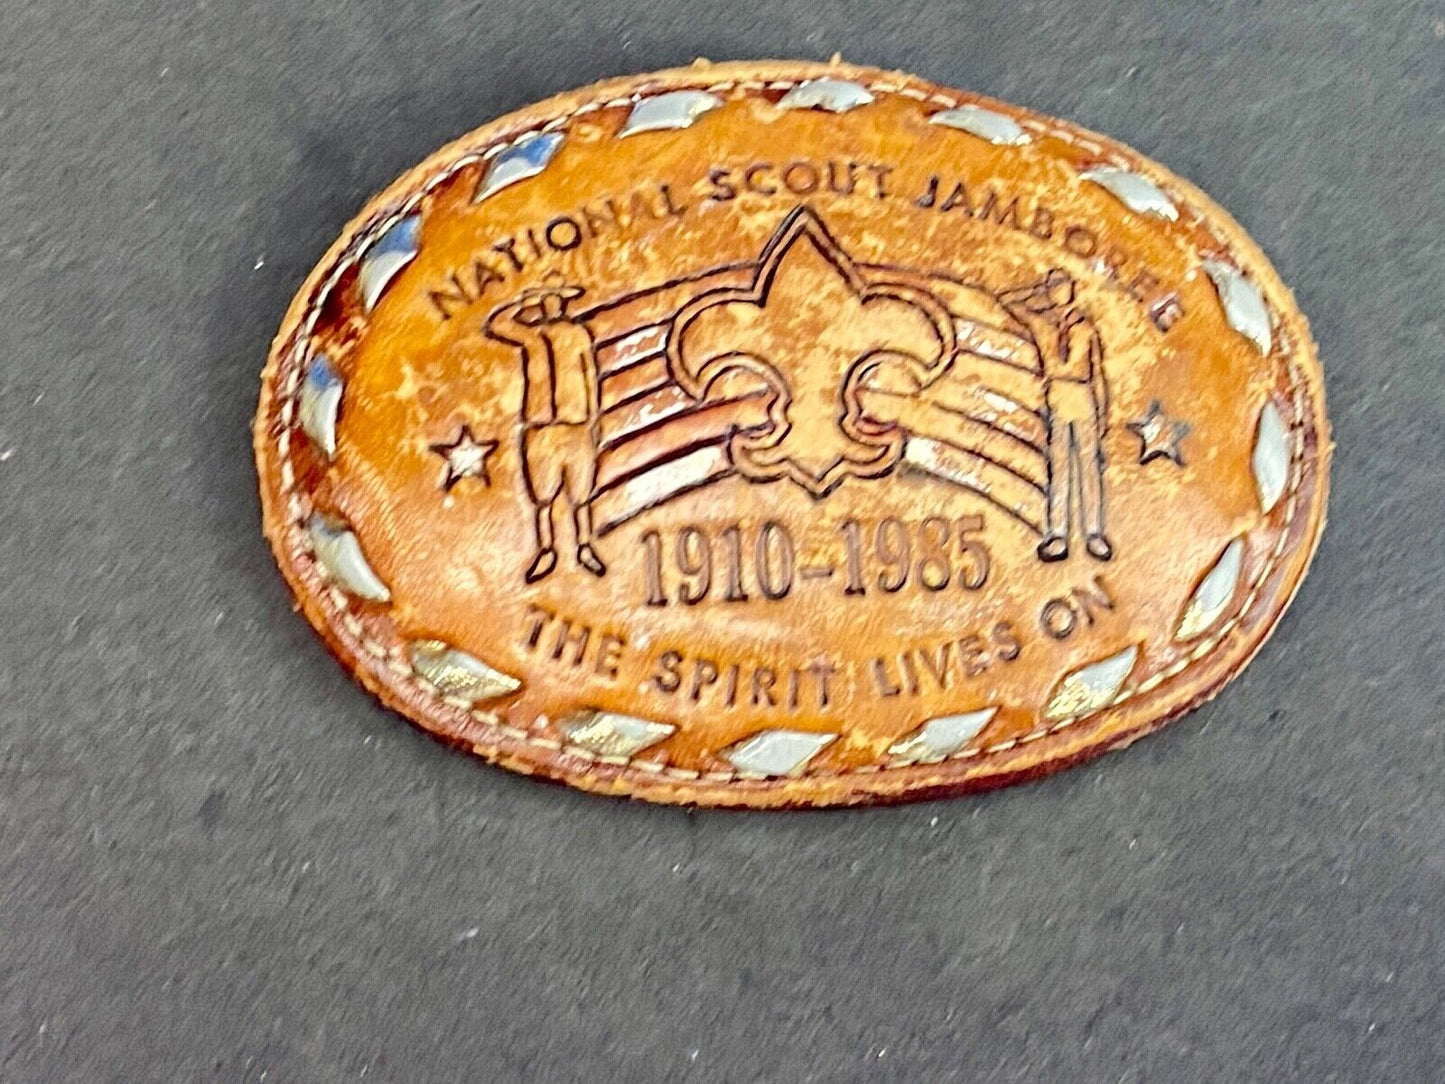 NATIONAL SCOUT JAMBOREE
1910-1985
THE SPIRIT LIVES ON